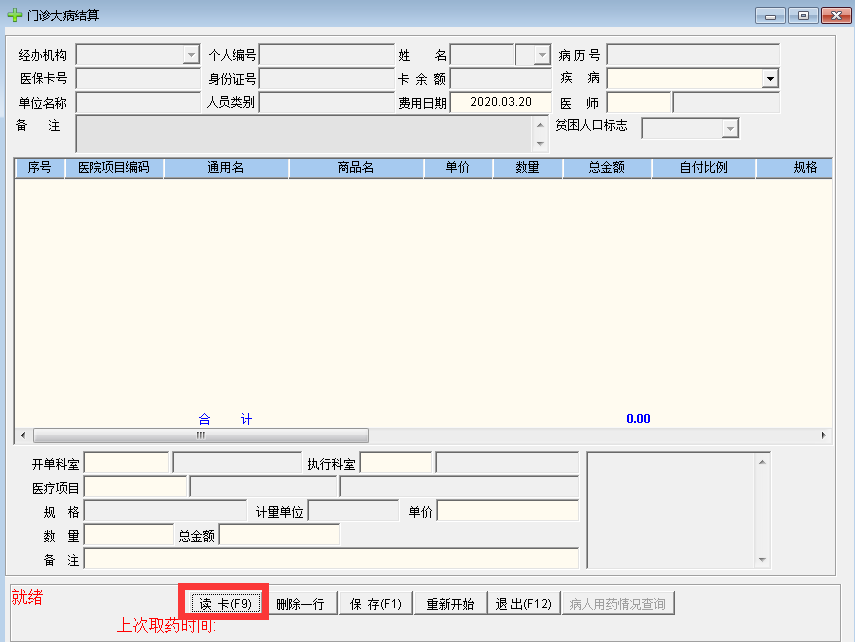 门诊大病结算
经办机构 个人编号 姓 名 病历号
医保卡号 身份证号 卡余额 疾 病
单位名称 人员类别 费用日期 2020.03.20 医 师
备 注 贫困人口标志
序号 医院项目编码 通用名 商品名 单价 数量 总金额 自付比例 规格
合 计 0.00
开单科室 执行科室
医疗项目
规 格 计量单位 单价
数 量 总金额
备 注
就绪
读 卡(F9) 删除一行 保 存(F1) 重新开始 退 出(F12) 病人用药情况查询
上次取药时间: